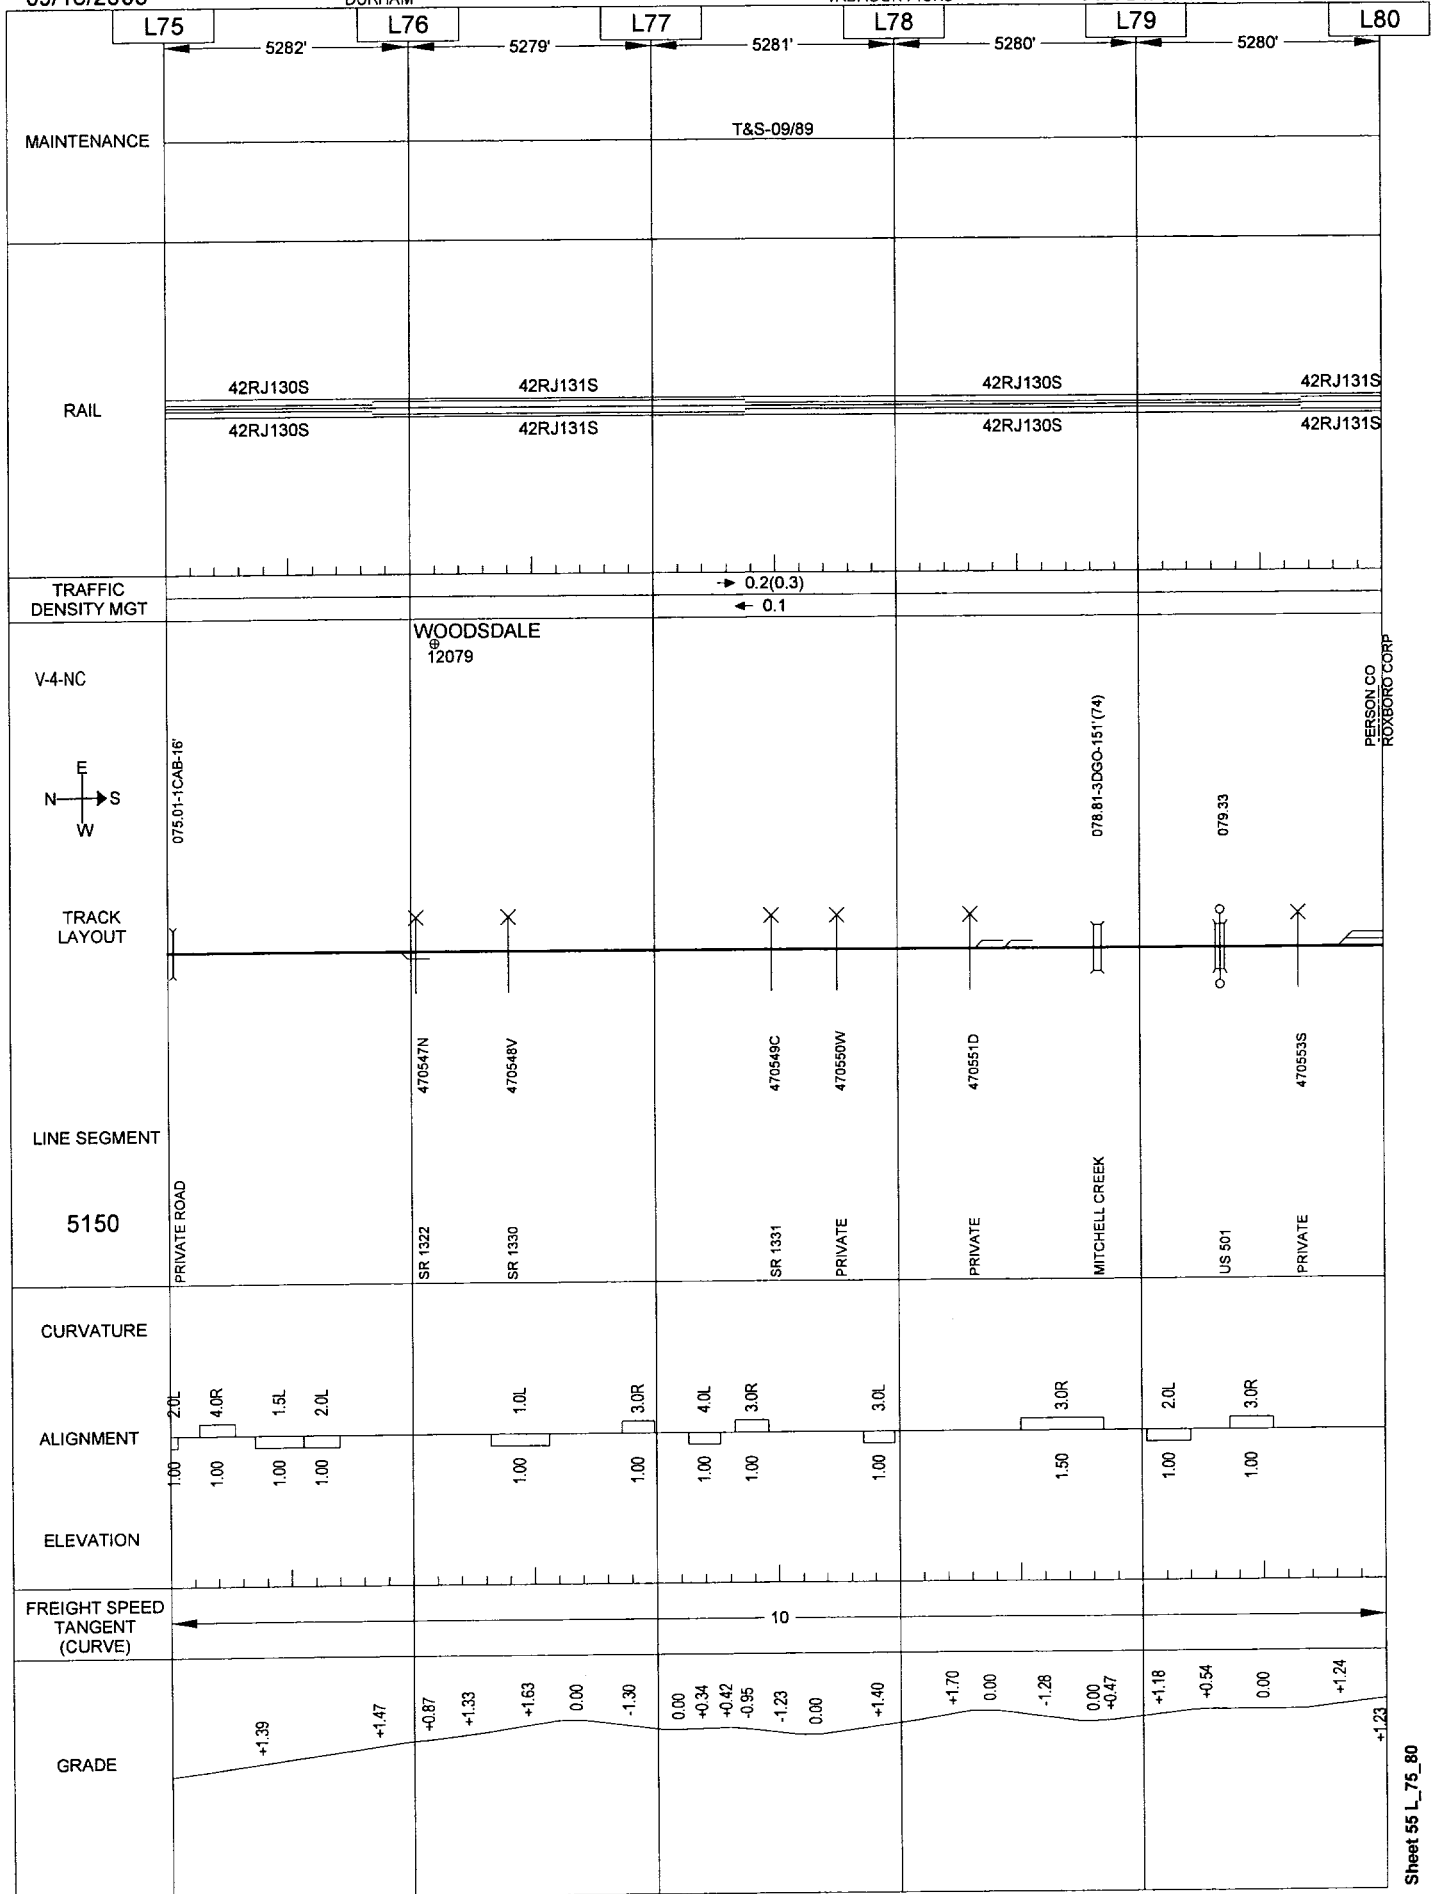 DURHAM
L75 L76 L77 L78 L79 L80
5282' 5279' 5281' 5280' 5280'
MAINTENANCE
T&S-09/89
RAIL
42RJ130S 42RJ131S 42RJ130S 42RJ131S
42RJ130S 42RJ131S 42RJ130S 42RJ131S
TRAFFIC
DENSITY MGT
→ 0.2(0.3)
← 0.1
WOODSDALE
12079
V-4-NC
PERSON CO
ROXBORO CORP
E
N S
W
075.01-1CAB-16'
078.81-3DGO-151'(74)
079.33
TRACK
LAYOUT
470547N
470548V
470549C
470550W
470551D
470553S
LINE SEGMENT
5150
PRIVATE ROAD
SR 1322
SR 1330
SR 1331
PRIVATE
PRIVATE
MITCHELL CREEK
US 501
PRIVATE
CURVATURE
2.0L 4.0R 1.5L 2.0L 1.0L 3.0R 4.0L 3.0R 3.0L 3.0R 2.0L 3.0R
ALIGNMENT
1.00 1.00 1.00 1.00 1.00 1.00 1.00 1.00 1.00 1.50 1.00 1.00
ELEVATION
FREIGHT SPEED
TANGENT
(CURVE)
10
GRADE
+1.39 +1.47 +0.87 +1.33 +1.63 0.00 -1.30 0.00 +0.34 +0.42 -0.95 -1.23 0.00 +1.40 +1.70 0.00 -1.28 0.00 +0.47 +1.18 +0.54 0.00 +1.24 +1.23
Sheet 55 L_75_80